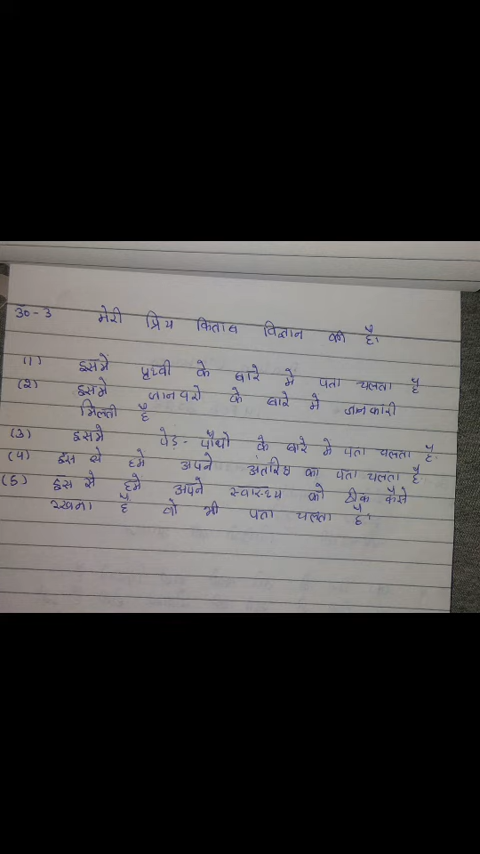 उ०-3 मेरी प्रिय किताब विज्ञान की है।
(1) इसमे पृथ्वी के बारे में पता चलता है
(2) इसमे जानवरो के बारे में जानकारी
मिलती है
(3) इसमे पेड़-पौधो के बारे मे पता चलता है.
(4) इस से हमे अपने अंतरिक्ष का पता चलता है.
(5) इस से हमे अपने स्वास्थ्य को ठीक कैसे
रखना है वो भी पता चलता है।